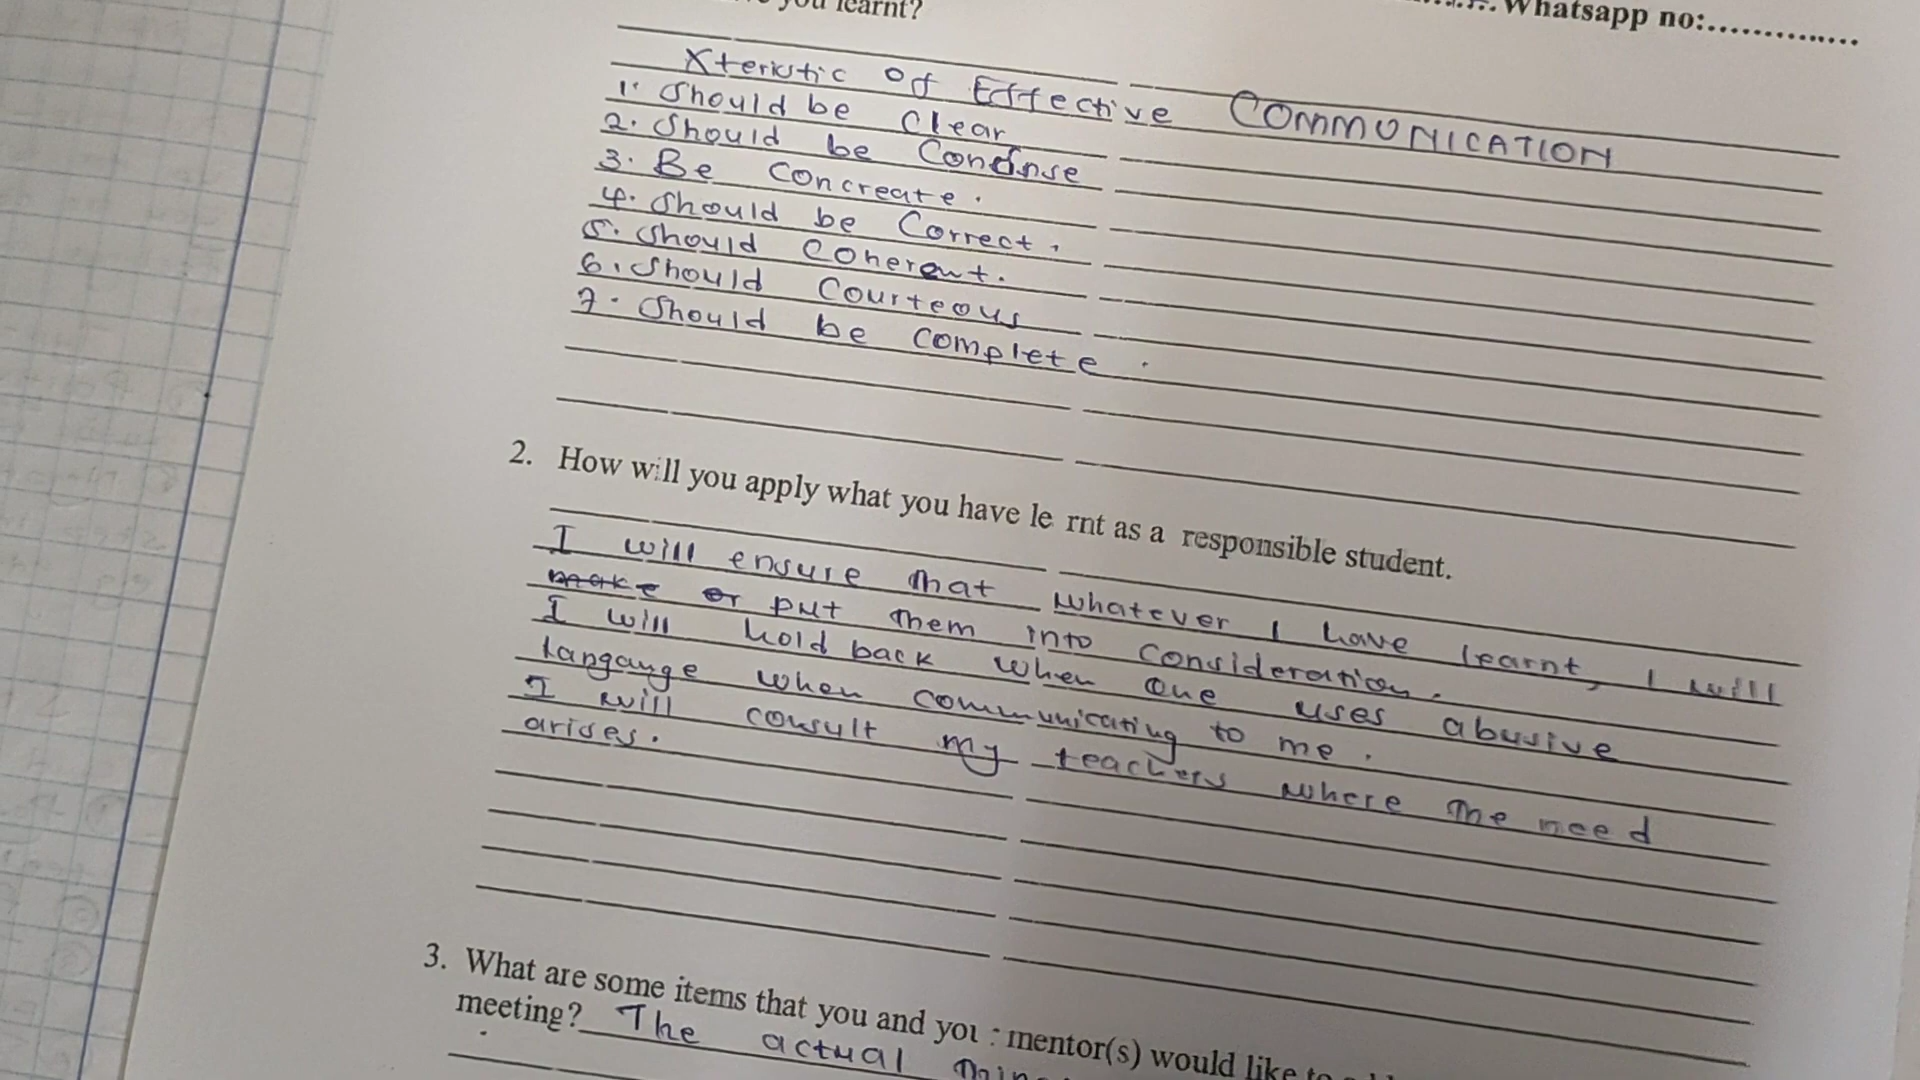 you learnt?
Whatsapp no:..............
Xteristic of Effective COMMUNICATION
1. Should be Clear
2. Should be
3. Be Concreate.
4. Should be Correct.
5. Should Coherent.
6. Should Courteous
7. Should be Complete.
2. How will you apply what you have le rnt as a responsible student.
I will ensure that whatever I have learnt, I will
make or put them into Consideration.
I will hold back when one uses abusive
langauge when communicating to me.
I will consult my teachers where the need
arises.
3. What are some items that you and you : mentor(s) would like to
meeting? The actual